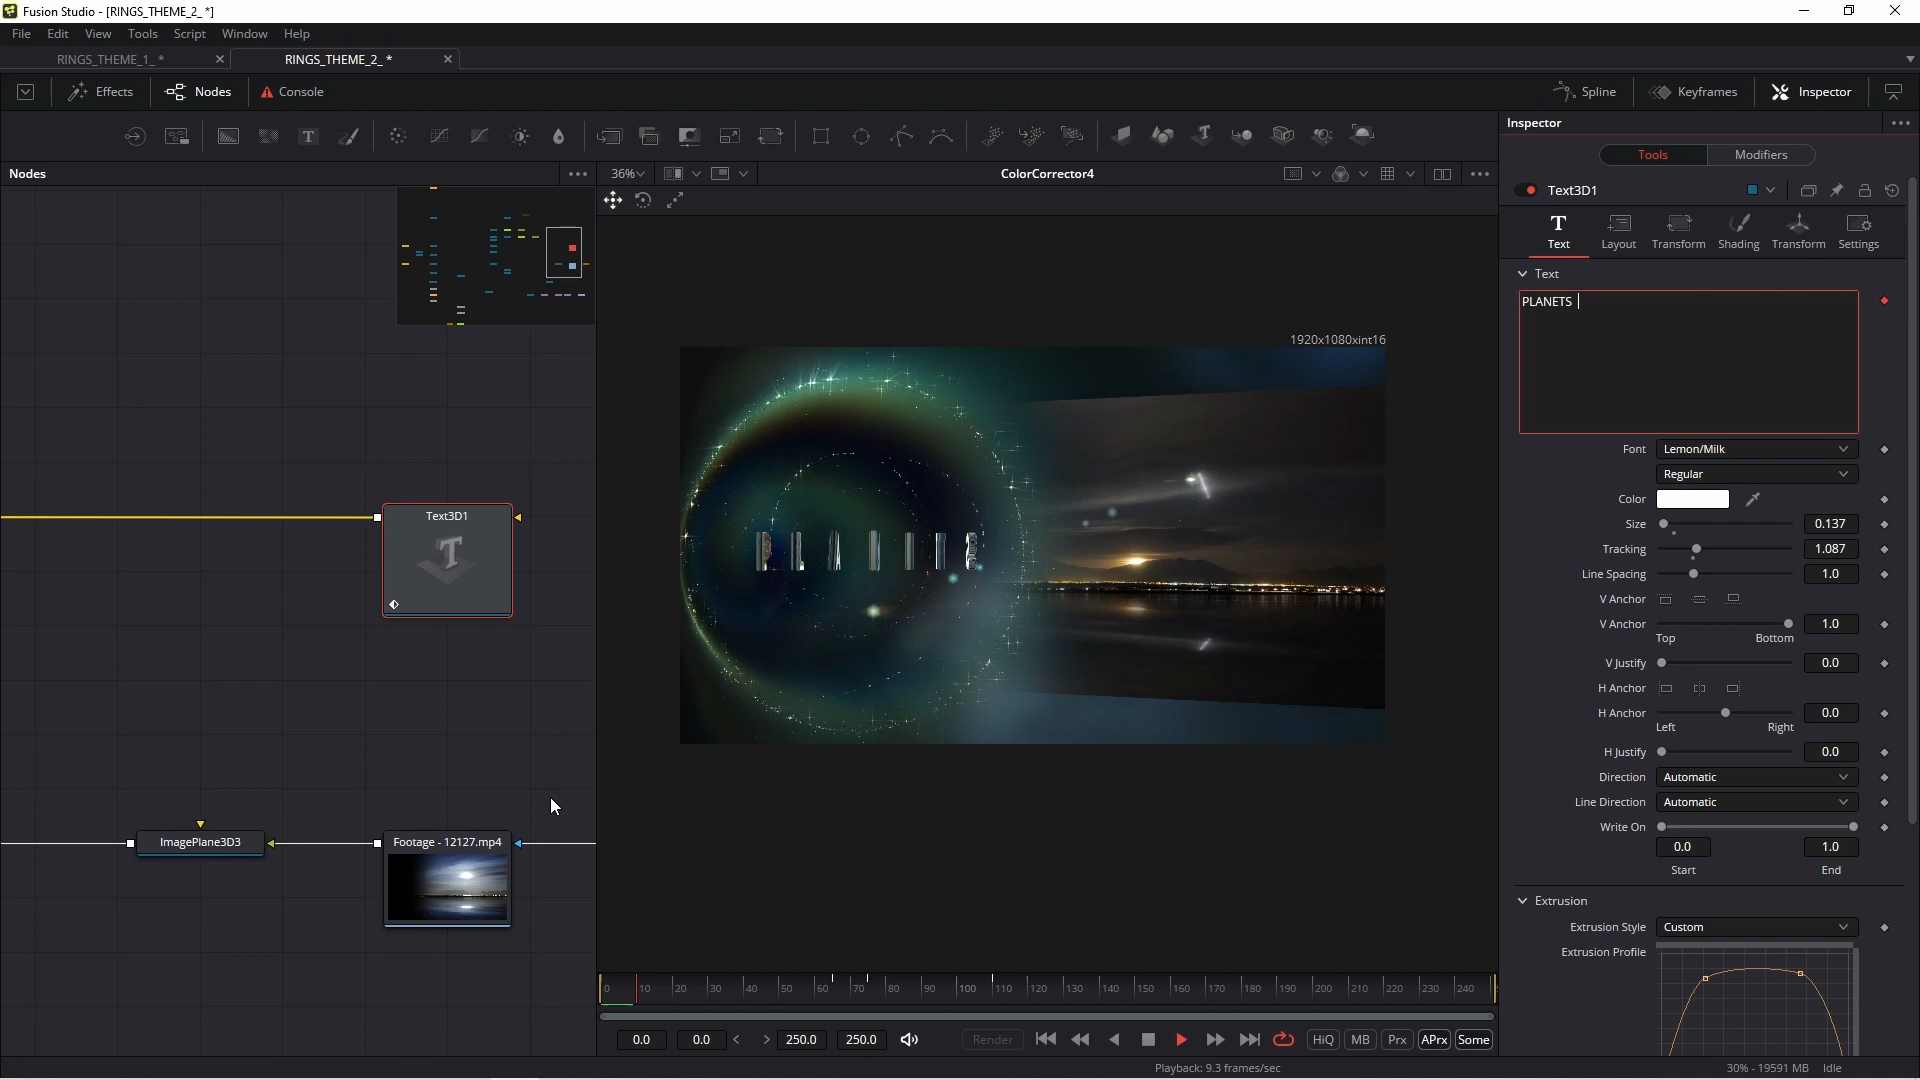 Fusion Studio - [RINGS_THEME_2_ *]
File Edit View Tools Script Window Help
RINGS_THEME_1_ * RINGS_THEME_2_ *
Effects Nodes Console Spline Keyframes Inspector
Inspector
Tools Modifiers
Nodes 36% ColorCorrector4
Text3D1
Text Layout Transform Shading Transform Settings
Text
PLANETS
1920x1080xint16
Font Lemon/Milk
Regular
Color
Size 0.137
Tracking 1.087
Line Spacing 1.0
V Anchor
V Anchor 1.0
Top Bottom
V Justify 0.0
H Anchor
H Anchor 0.0
Left Right
H Justify 0.0
Direction Automatic
Line Direction Automatic
Write On
0.0 1.0
Start End
Extrusion
Extrusion Style Custom
Extrusion Profile
Text3D1
ImagePlane3D3
Footage - 12127.mp4
0 10 20 30 40 50 60 70 80 90 100 110 120 130 140 150 160 170 180 190 200 210 220 230 240
0.0 0.0 250.0 250.0 Render HiQ MB Prx APrx Some
Playback: 9.3 frames/sec 30% - 19591 MB Idle